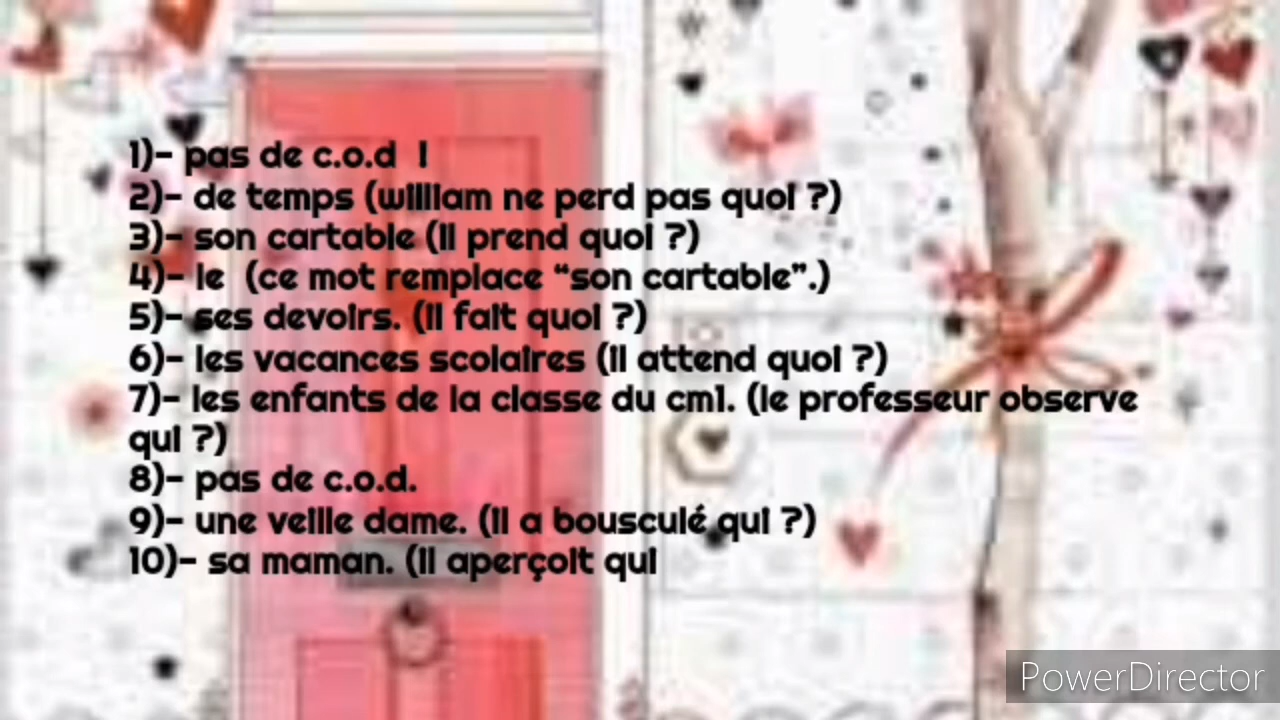 1)- pas de c.o.d !
2)- de temps (william ne perd pas quoi ?)
3)- son cartable (il prend quoi ?)
4)- le (ce mot remplace “son cartable”.)
5)- ses devoirs. (il fait quoi ?)
6)- les vacances scolaires (il attend quoi ?)
7)- les enfants de la classe du cm1. (le professeur observe
qui ?)
8)- pas de c.o.d.
9)- une veille dame. (il a bousculé qui ?)
10)- sa maman. (il aperçoit qui
PowerDirector